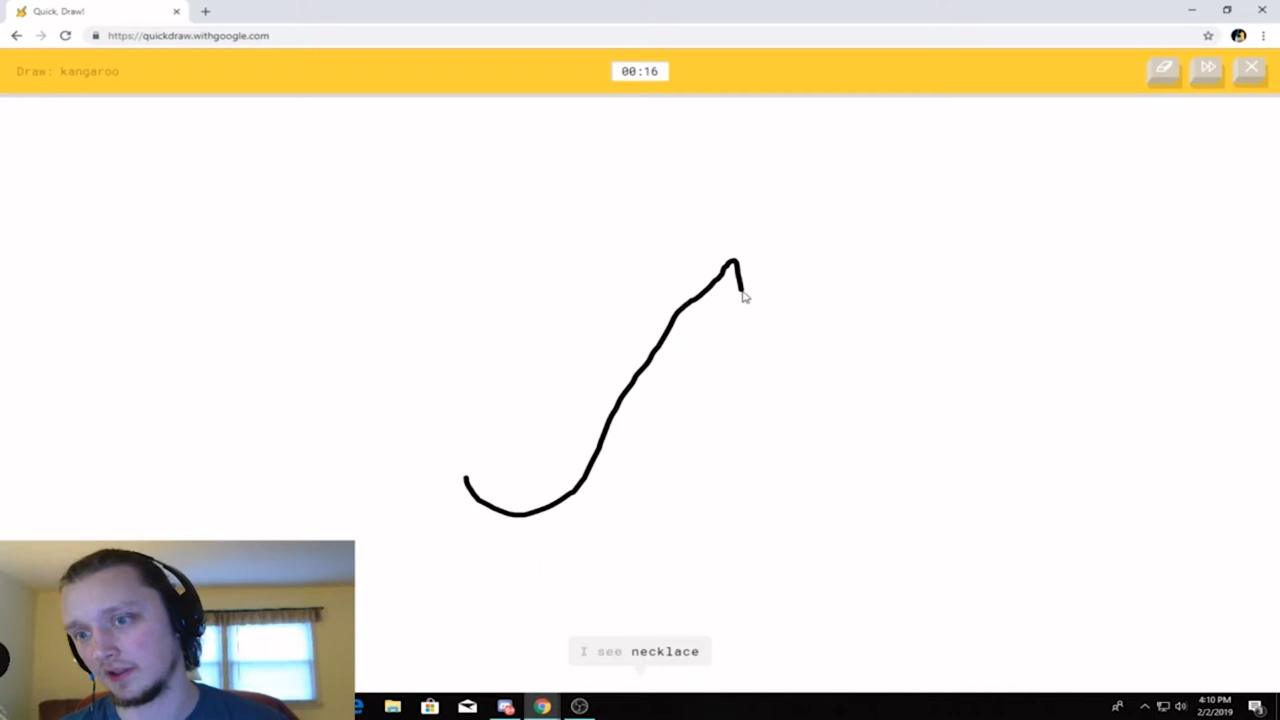 Quick, Draw!
https://quickdraw.withgoogle.com
Draw: kangaroo
00:16
I see necklace
4:10 PM
2/2/2019